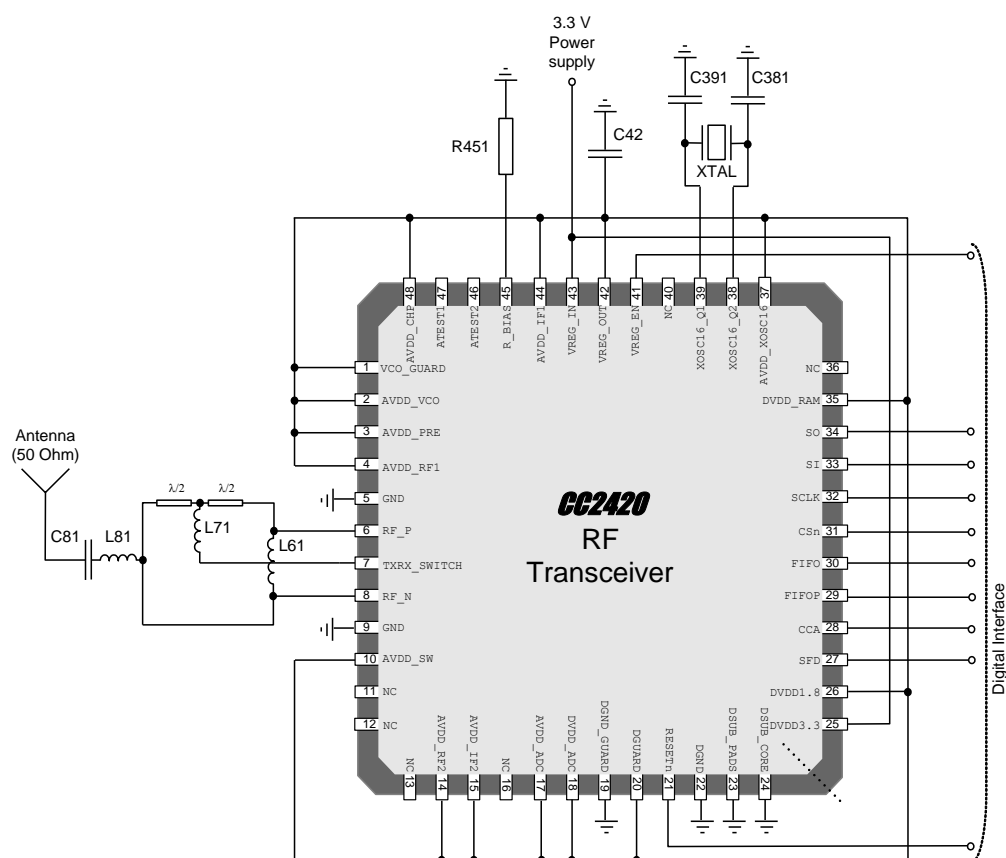 3.3 V
Power
supply
C391
C381
R451
C42
XTAL
48
47
46
45
44
43
42
41
40
39
38
37
AVDD_CHP
ATEST1
ATEST2
R_BIAS
AVDD_IF1
VREG_IN
VREG_OUT
VREG_EN
NC
XOSC16_Q1
XOSC16_Q2
AVDD_XOSC16
1 VCO_GUARD
2 AVDD_VCO
3 AVDD_PRE
4 AVDD_RF1
5 GND
6 RF_P
7 TXRX_SWITCH
8 RF_N
9 GND
10 AVDD_SW
11 NC
12 NC
Antenna
(50 Ohm)
λ/2
λ/2
C81
L81
L71
L61
CC2420
RF
Transceiver
NC 36
DVDD_RAM 35
SO 34
SI 33
SCLK 32
CSn 31
FIFO 30
FIFOP 29
CCA 28
SFD 27
DVDD1.8 26
DVDD3.3 25
Digital Interface
NC
AVDD_RF2
AVDD_IF2
NC
AVDD_ADC
DVDD_ADC
DGND_GUARD
DGUARD
RESETn
DGND
DSUB_PADS
DSUB_CORE
13
14
15
16
17
18
19
20
21
22
23
24